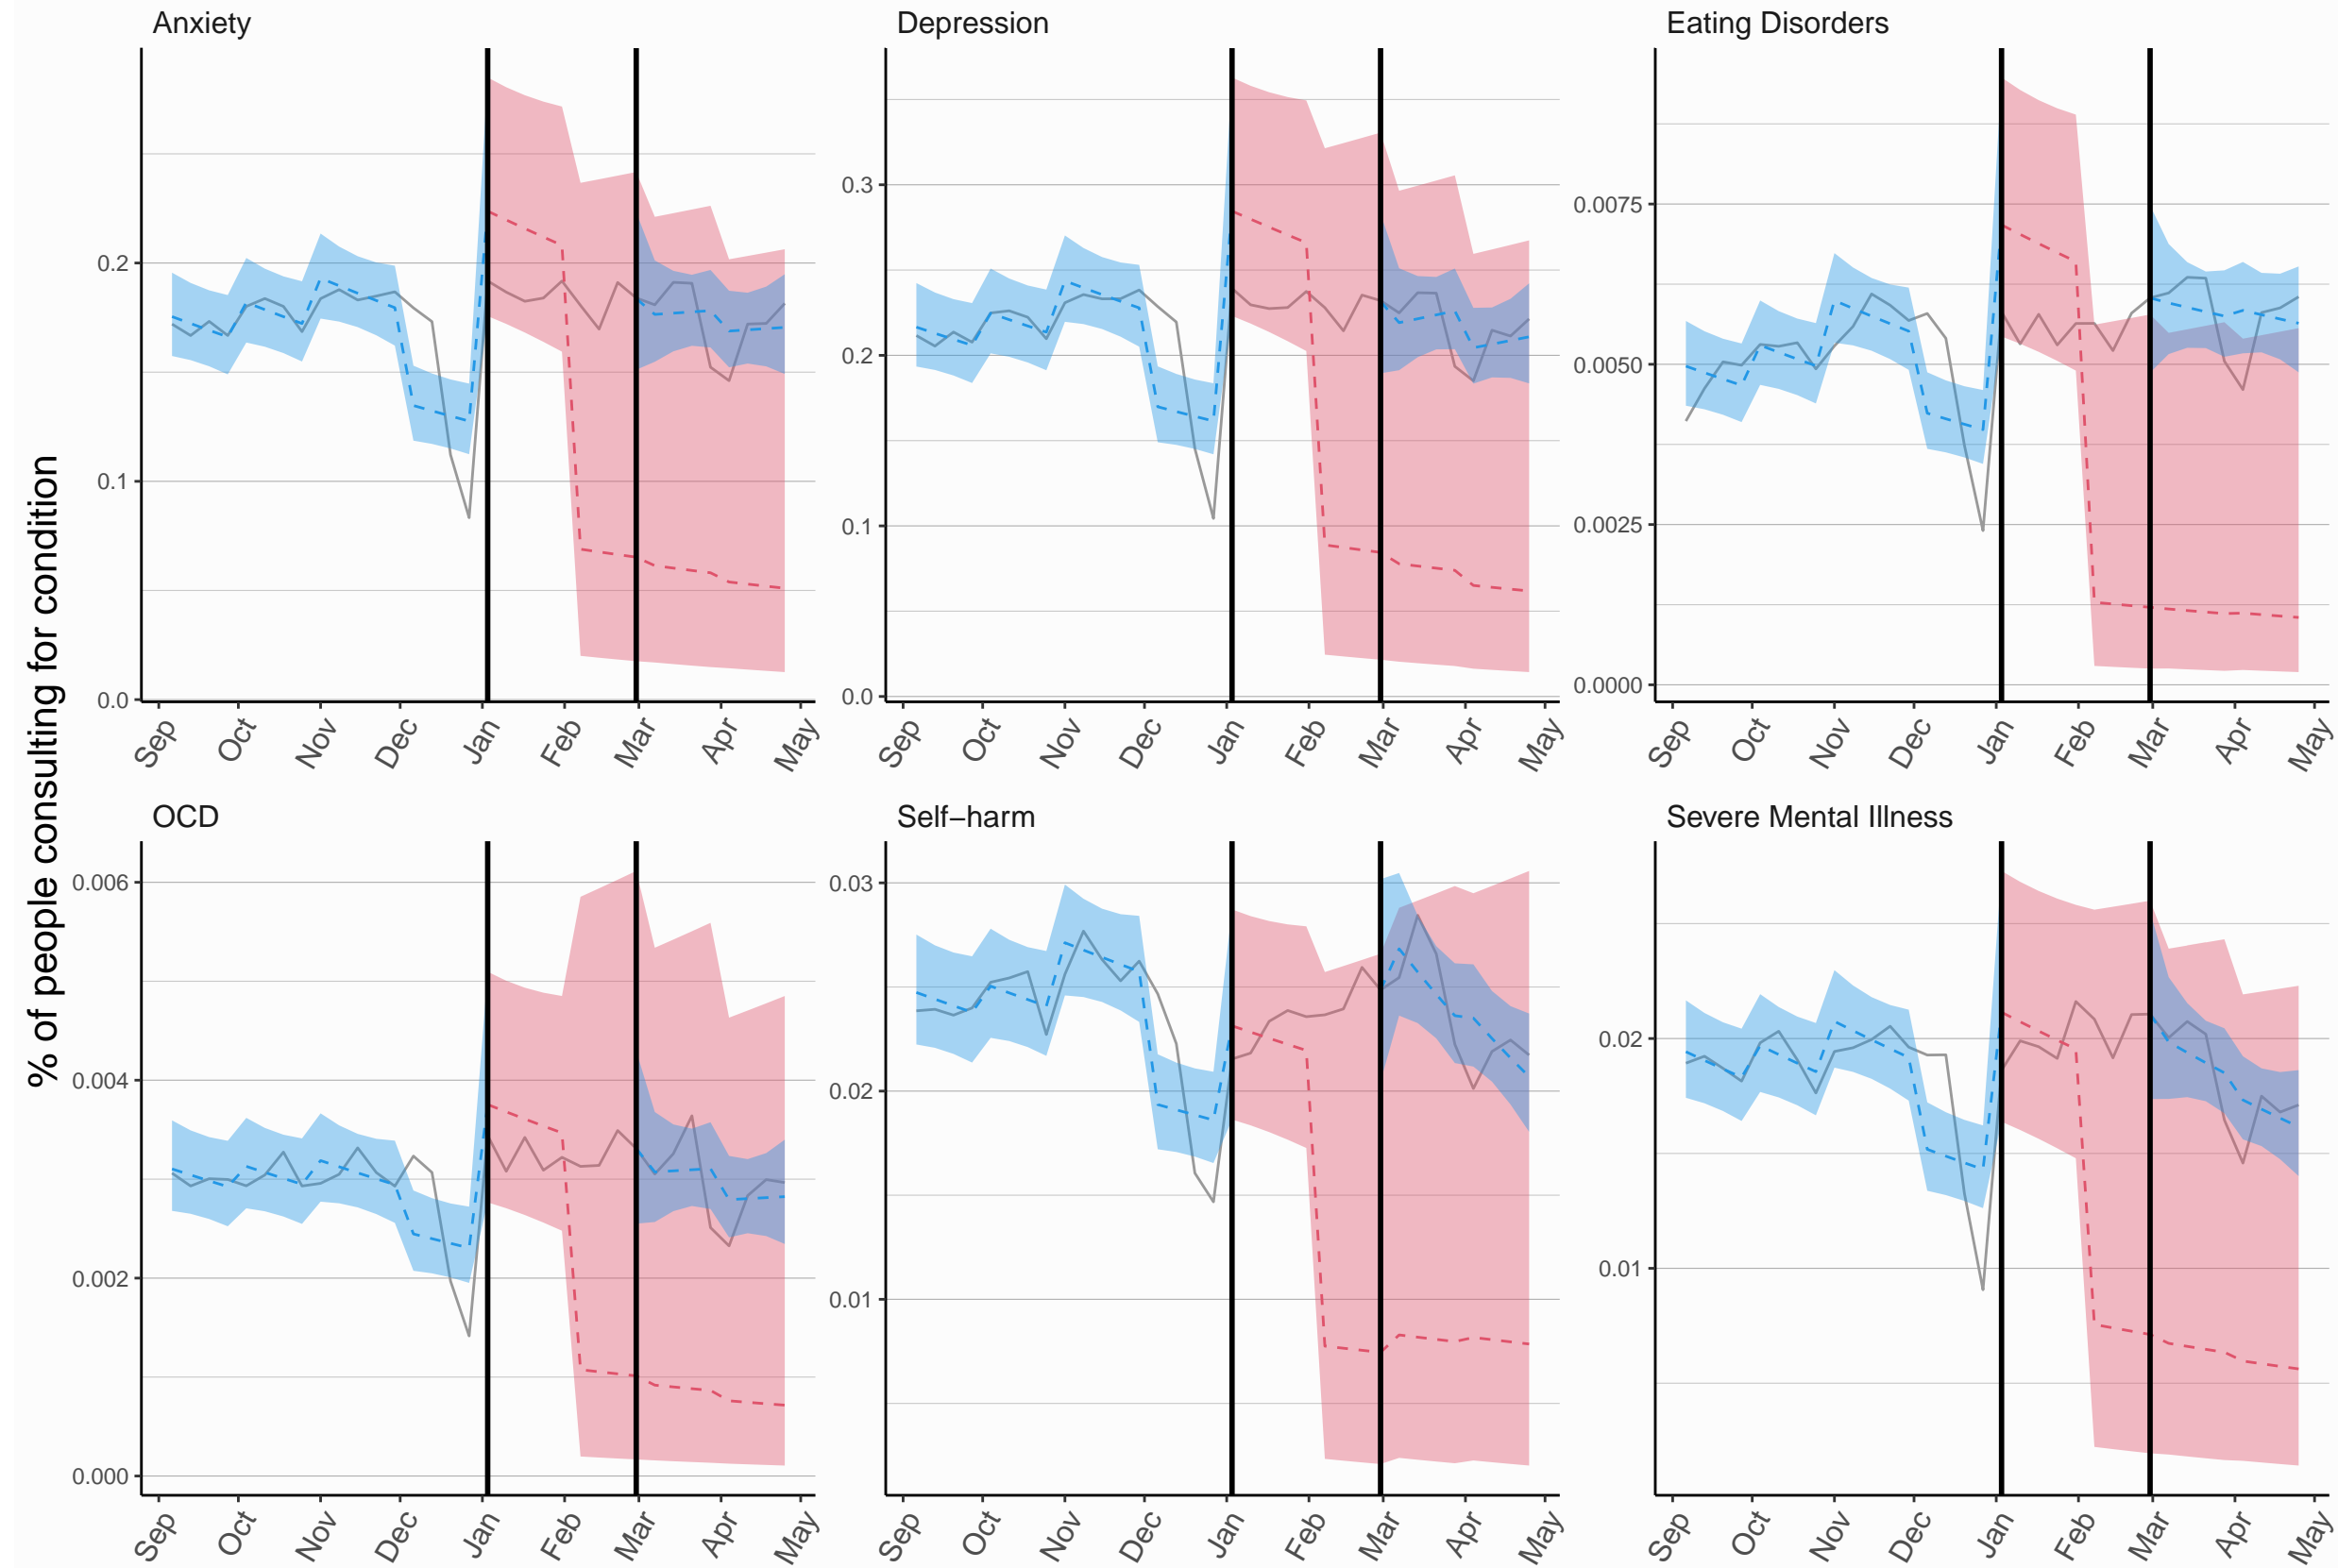 % of people consulting for condition
Anxiety
0.2
0.1
0.0
Sep Oct Nov Dec Jan Feb Mar Apr May
Depression
0.3
0.2
0.1
0.0
Sep Oct Nov Dec Jan Feb Mar Apr May
Eating Disorders
0.0075
0.0050
0.0025
0.0000
Sep Oct Nov Dec Jan Feb Mar Apr May
OCD
0.006
0.004
0.002
0.000
Sep Oct Nov Dec Jan Feb Mar Apr May
Self−harm
0.03
0.02
0.01
Sep Oct Nov Dec Jan Feb Mar Apr May
Severe Mental Illness
0.02
0.01
Sep Oct Nov Dec Jan Feb Mar Apr May